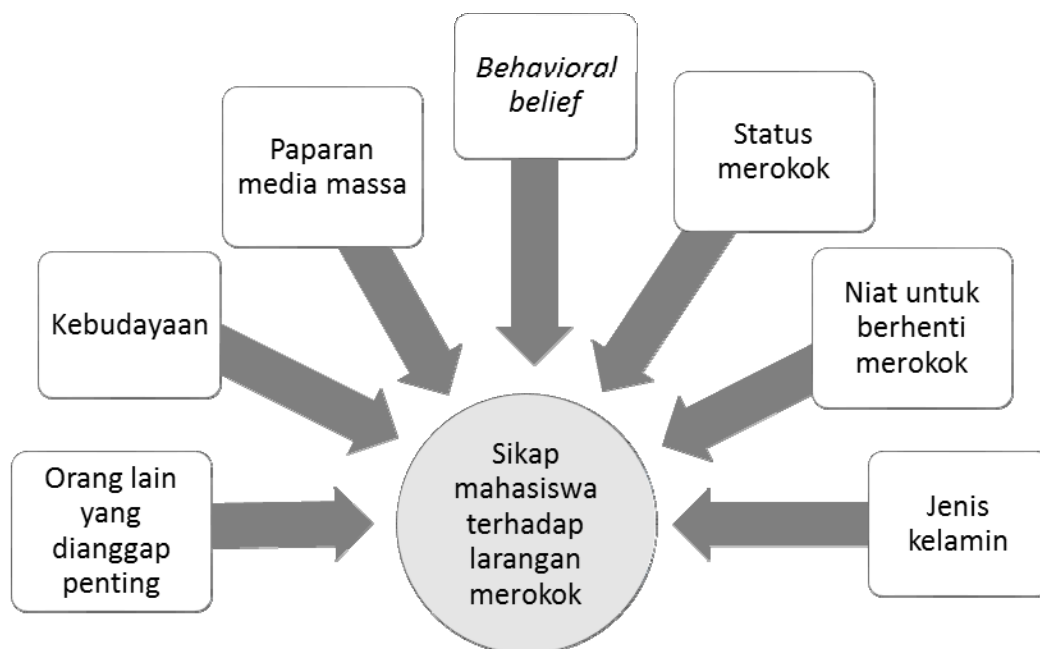 Behavioral
belief
Paparan
media massa
Status
merokok
Kebudayaan
Niat untuk
berhenti
merokok
Orang lain
yang
dianggap
penting
Sikap
mahasiswa
terhadap
larangan
merokok
Jenis
kelamin